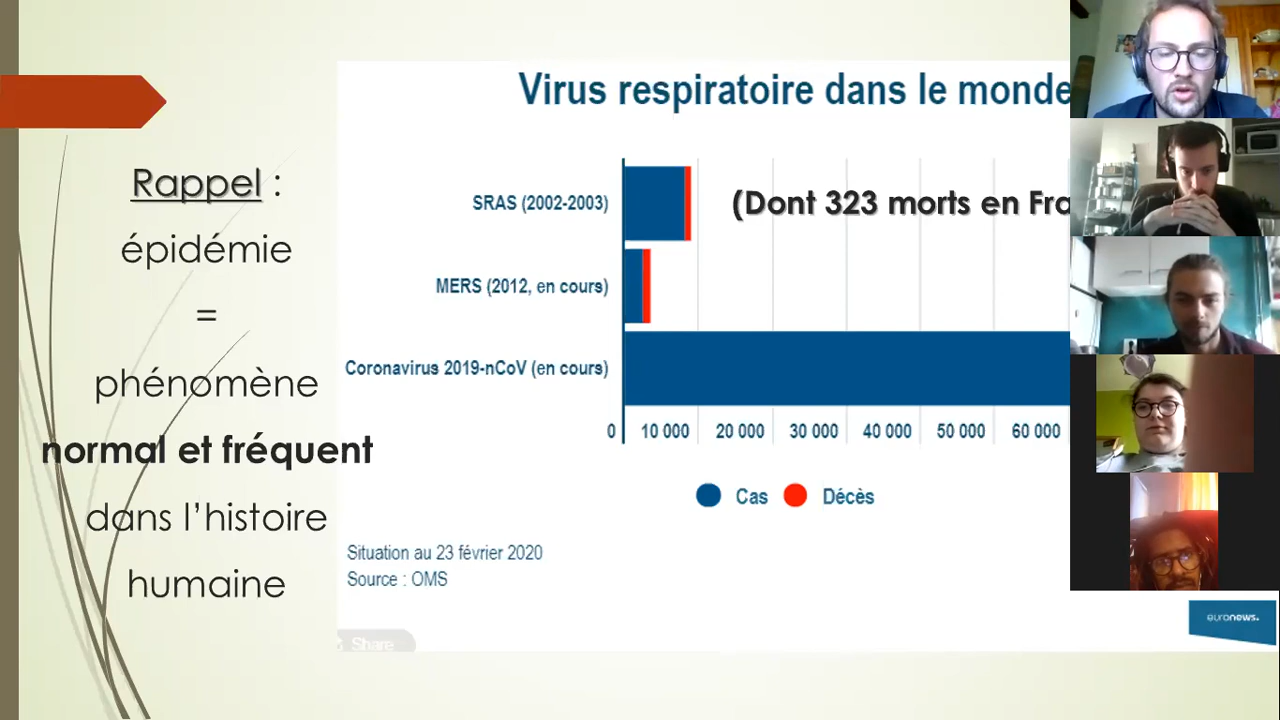 Rappel :
épidémie
=
phénomène
normal et fréquent
dans l’histoire
humaine
Virus respiratoire dans le monde
SRAS (2002-2003)
(Dont 323 morts en Fra
MERS (2012, en cours)
Coronavirus 2019-nCoV (en cours)
0 10 000 20 000 30 000 40 000 50 000 60 000
Cas Décès
Situation au 23 février 2020
Source : OMS
Share
euronews.